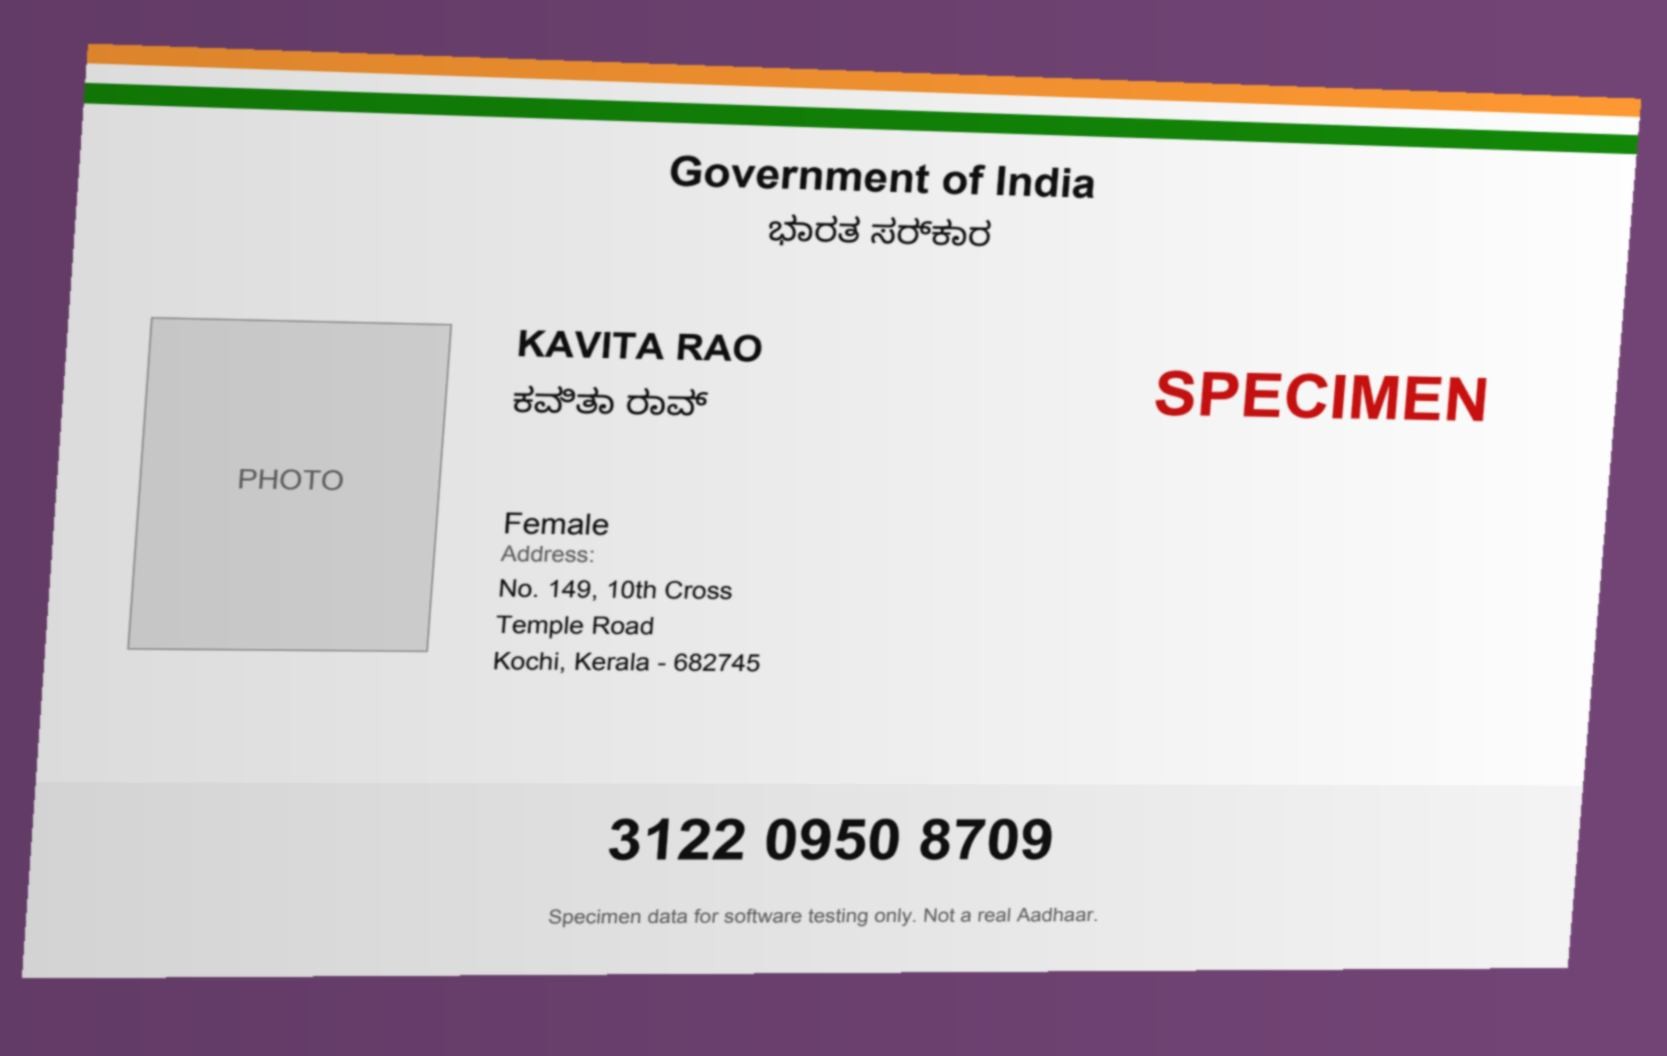 Government of India
ಭಾರತ ಸರ್ಕಾರ
KAVITA RAO
ಕವಿತಾ ರಾವ್
SPECIMEN
PHOTO
Female
Address:
No. 149, 10th Cross
Temple Road
Kochi, Kerala - 682745
3122 0950 8709
Specimen data for software testing only. Not a real Aadhaar.